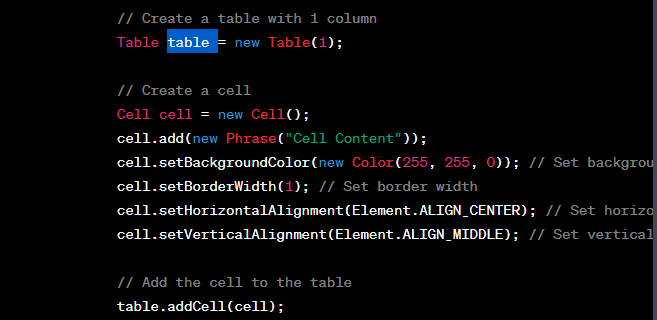 // Create a table with 1 column
Table table = new Table(1);
// Create a cell
Cell cell = new Cell();
cell.add(new Phrase("Cell Content"));
cell.setBackgroundColor(new Color(255, 255, 0)); // Set backgrou
cell.setBorderWidth(1); // Set border width
cell.setHorizontalAlignment(Element.ALIGN_CENTER); // Set horizo
cell.setVerticalAlignment(Element.ALIGN_MIDDLE); // Set vertical
// Add the cell to the table
table.addCell(cell);